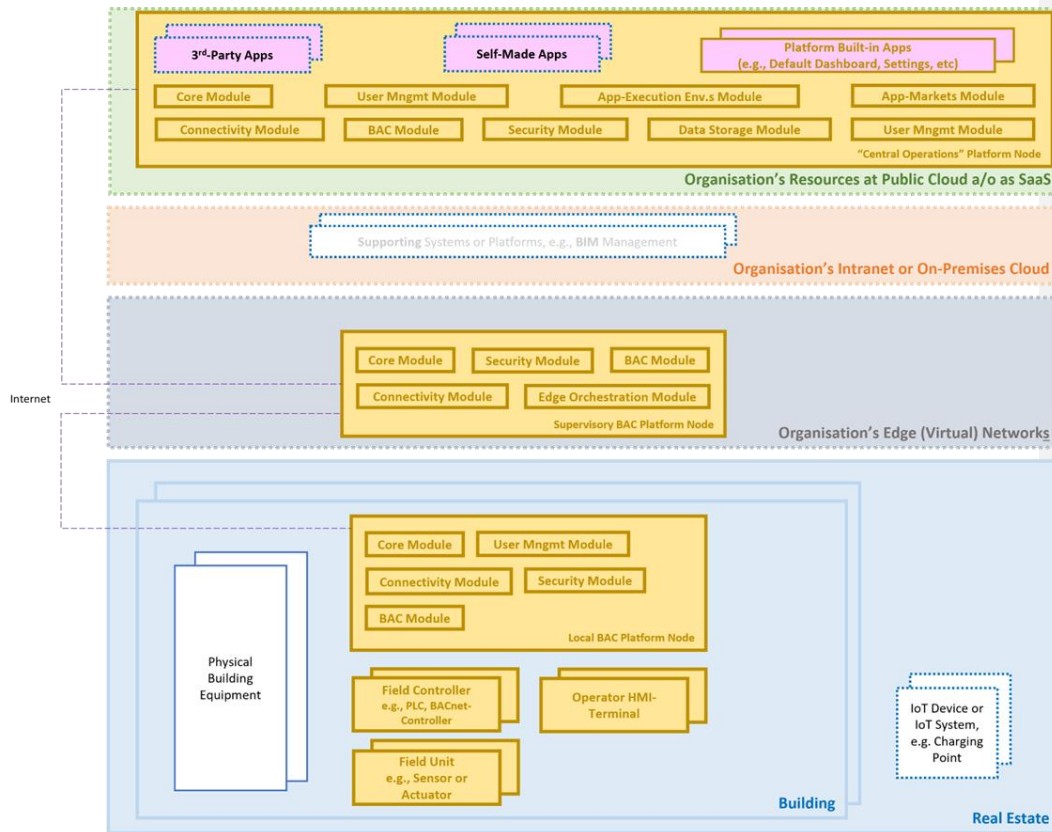 3rd-Party Apps
Self-Made Apps
Platform Built-in Apps
(e.g., Default Dashboard, Settings, etc)
Core Module
User Mngmt Module
App-Execution Env.s Module
App-Markets Module
Connectivity Module
BAC Module
Security Module
Data Storage Module
User Mngmt Module
“Central Operations” Platform Node
Organisation’s Resources at Public Cloud a/o as SaaS
Supporting Systems or Platforms, e.g., BIM Management
Organisation’s Intranet or On-Premises Cloud
Core Module
Security Module
BAC Module
Internet
Connectivity Module
Edge Orchestration Module
Supervisory BAC Platform Node
Organisation’s Edge (Virtual) Networks
Core Module
User Mngmt Module
Connectivity Module
Security Module
BAC Module
Local BAC Platform Node
Physical
Building
Equipment
Field Controller
e.g., PLC, BACnet-
Controller
Operator HMI-
Terminal
IoT Device or
IoT System,
e.g. Charging
Point
Field Unit
e.g., Sensor or
Actuator
Building
Real Estate